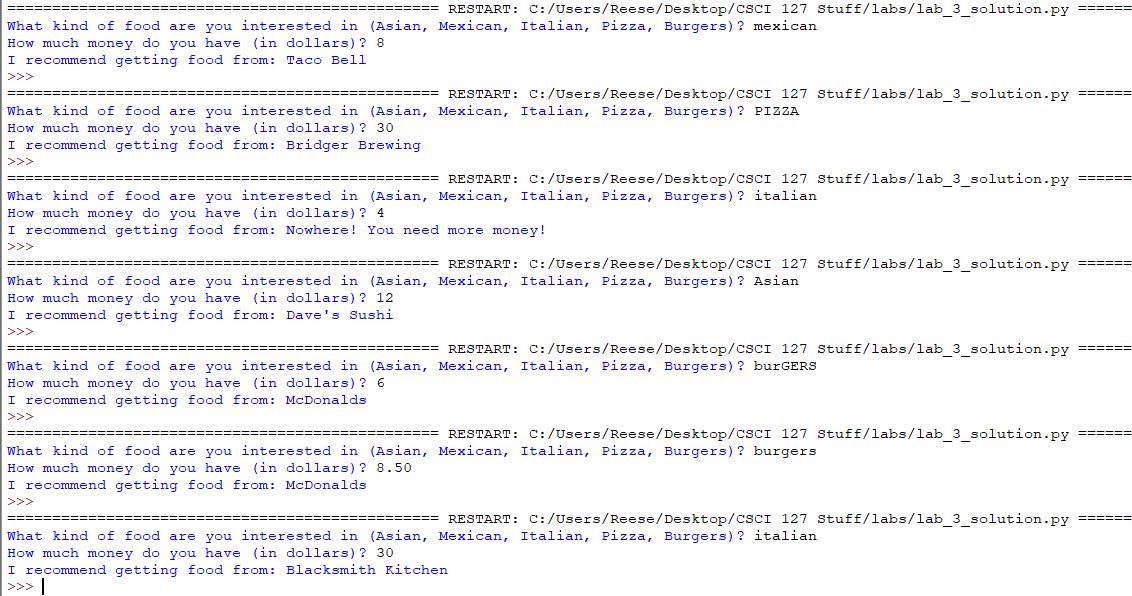 ================================================ RESTART: C:/Users/Reese/Desktop/CSCI 127 Stuff/labs/lab_3_solution.py ======
What kind of food are you interested in (Asian, Mexican, Italian, Pizza, Burgers)? mexican
How much money do you have (in dollars)? 8
I recommend getting food from: Taco Bell
>>>
================================================ RESTART: C:/Users/Reese/Desktop/CSCI 127 Stuff/labs/lab_3_solution.py ======
What kind of food are you interested in (Asian, Mexican, Italian, Pizza, Burgers)? PIZZA
How much money do you have (in dollars)? 30
I recommend getting food from: Bridger Brewing
>>>
================================================ RESTART: C:/Users/Reese/Desktop/CSCI 127 Stuff/labs/lab_3_solution.py ======
What kind of food are you interested in (Asian, Mexican, Italian, Pizza, Burgers)? italian
How much money do you have (in dollars)? 4
I recommend getting food from: Nowhere! You need more money!
>>>
================================================ RESTART: C:/Users/Reese/Desktop/CSCI 127 Stuff/labs/lab_3_solution.py ======
What kind of food are you interested in (Asian, Mexican, Italian, Pizza, Burgers)? Asian
How much money do you have (in dollars)? 12
I recommend getting food from: Dave's Sushi
>>>
================================================ RESTART: C:/Users/Reese/Desktop/CSCI 127 Stuff/labs/lab_3_solution.py ======
What kind of food are you interested in (Asian, Mexican, Italian, Pizza, Burgers)? burGERS
How much money do you have (in dollars)? 6
I recommend getting food from: McDonalds
>>>
================================================ RESTART: C:/Users/Reese/Desktop/CSCI 127 Stuff/labs/lab_3_solution.py ======
What kind of food are you interested in (Asian, Mexican, Italian, Pizza, Burgers)? burgers
How much money do you have (in dollars)? 8.50
I recommend getting food from: McDonalds
>>>
================================================ RESTART: C:/Users/Reese/Desktop/CSCI 127 Stuff/labs/lab_3_solution.py ======
What kind of food are you interested in (Asian, Mexican, Italian, Pizza, Burgers)? italian
How much money do you have (in dollars)? 30
I recommend getting food from: Blacksmith Kitchen
>>>